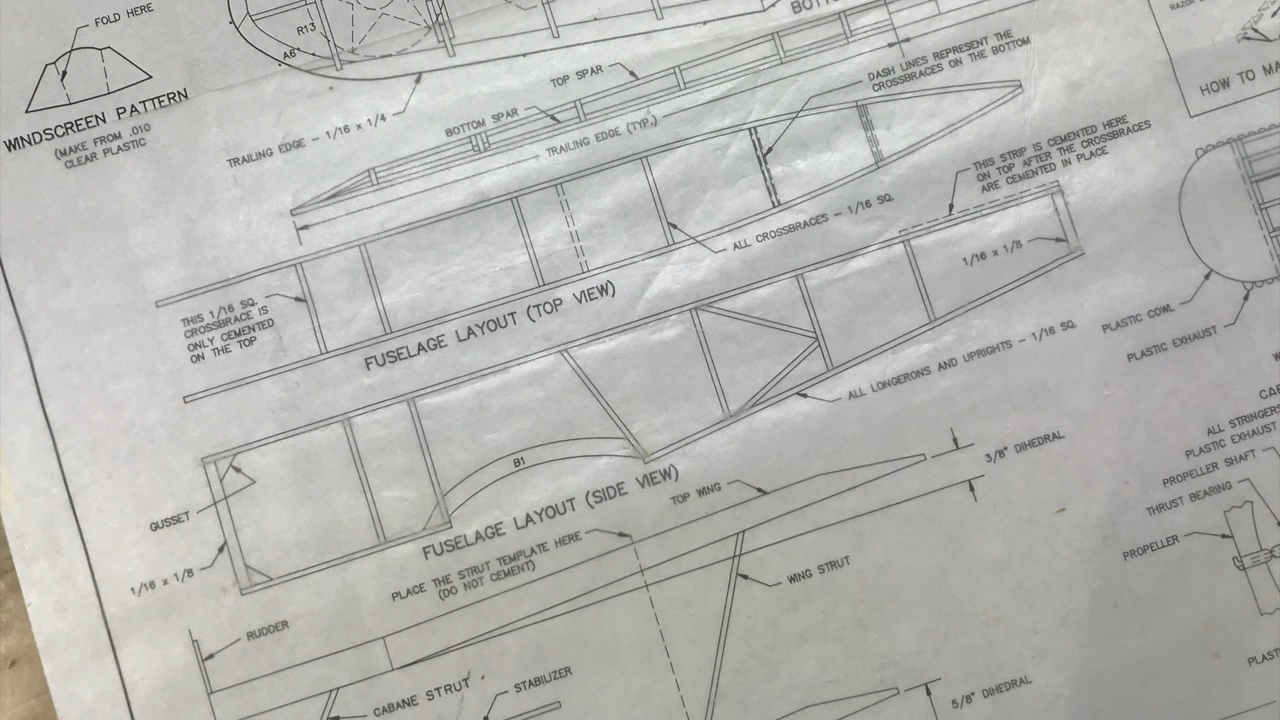 FOLD HERE
R13
A6
WINDSCREEN PATTERN
(MAKE FROM .010
CLEAR PLASTIC
TRAILING EDGE – 1/16 x 1/4
TOP SPAR
BOTTOM SPAR
TRAILING EDGE (TYP.)
DASH LINES REPRESENT THE
CROSSBRACES ON THE BOTTOM
RAZOR
HOW TO
THIS STRIP IS CEMENTED HERE
ON TOP AFTER THE CROSSBRACES
ARE CEMENTED IN PLACE
ALL CROSSBRACES – 1/16 SQ.
1/16 x 1/8
THIS 1/16 SQ.
CROSSBRACE IS
ONLY CEMENTED
ON THE TOP
FUSELAGE LAYOUT (TOP VIEW)
PLASTIC COWL
PLASTIC EXHAUST
ALL LONGERONS AND UPRIGHTS – 1/16 SQ.
B1
GUSSET
1/16 x 1/8
FUSELAGE LAYOUT (SIDE VIEW)
TOP WING
3/8" DIHEDRAL
PLACE THE STRUT TEMPLATE HERE
(DO NOT CEMENT)
WING STRUT
ALL STRINGERS
PLASTIC EXHAUST
PROPELLER SHAFT
THRUST BEARING
PROPELLER
RUDDER
CABANE STRUT
STABILIZER
5/8" DIHEDRAL